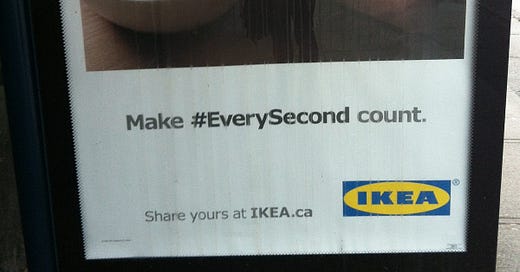 Make #EverySecond count.
Share yours at IKEA.ca
IKEA®